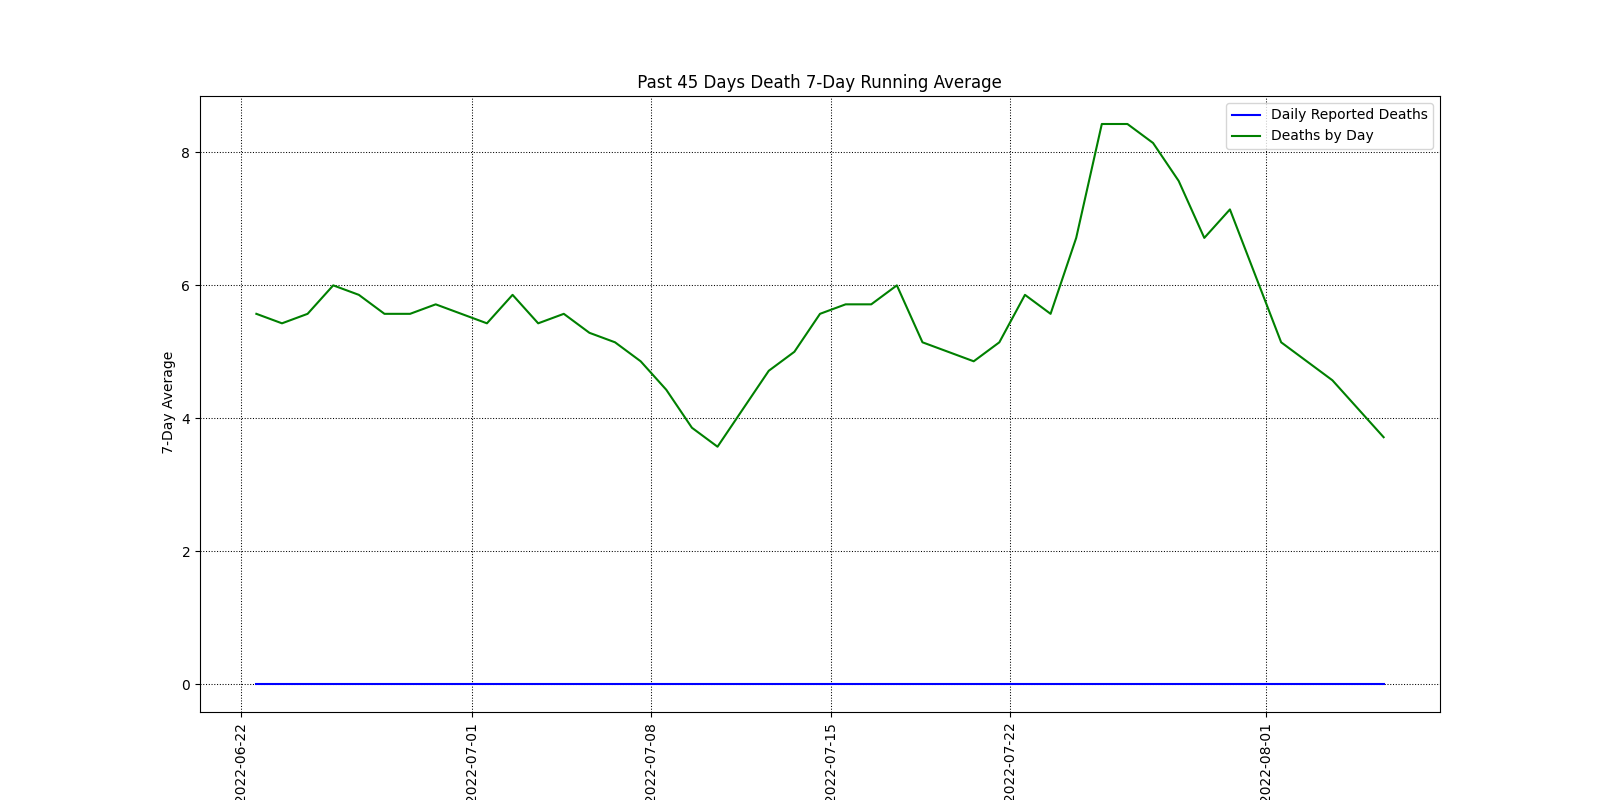 Past 45 Days Death 7-Day Running Average
Daily Reported Deaths
Deaths by Day
7-Day Average
8
6
4
2
0
2022-06-22
2022-07-01
2022-07-08
2022-07-15
2022-07-22
2022-08-01